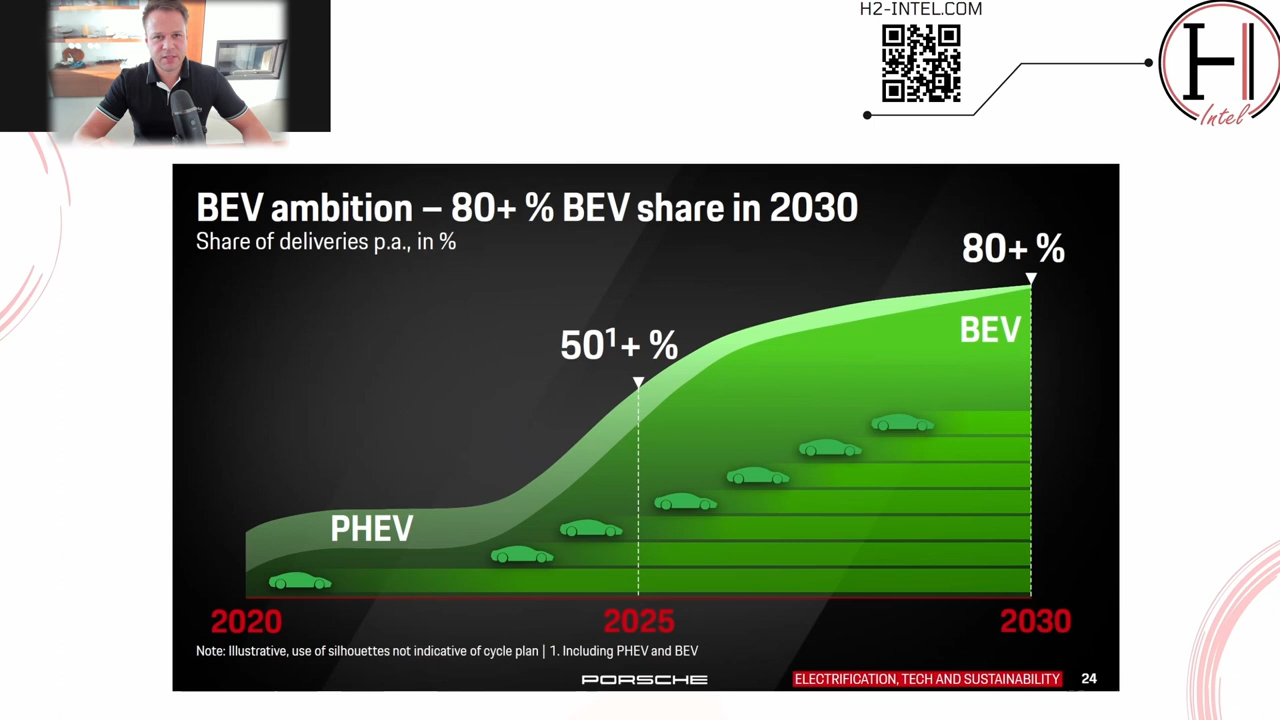 H2-INTEL.COM
H
Intel
BEV ambition – 80+ % BEV share in 2030
Share of deliveries p.a., in %
80+ %
BEV
50¹+ %
PHEV
2020
2025
2030
Note: Illustrative, use of silhouettes not indicative of cycle plan | 1. Including PHEV and BEV
PORSCHE
ELECTRIFICATION, TECH AND SUSTAINABILITY
24